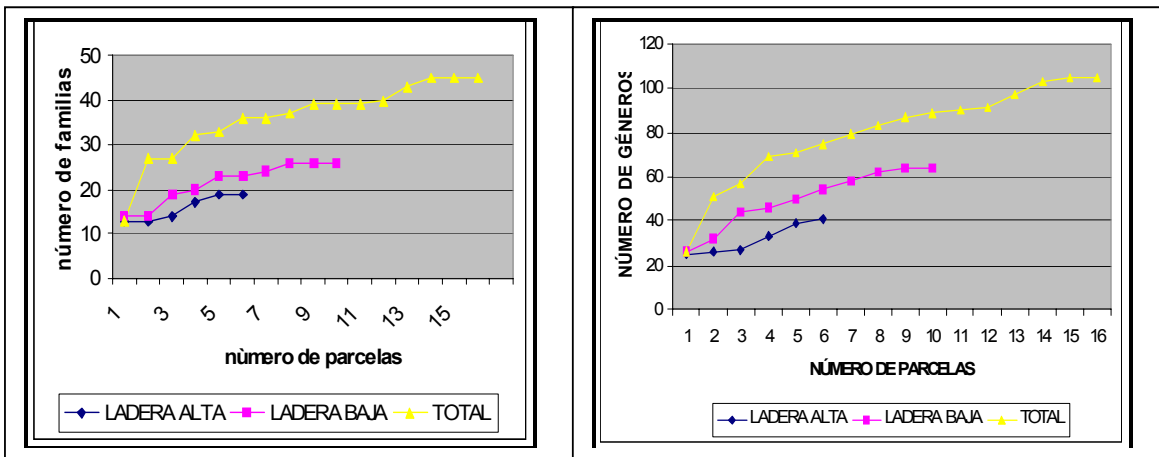 50
40
30
20
10
0
número de familias
1
3
5
7
9
11
13
15
nùmero de parcelas
LADERA ALTA
LADERA BAJA
TOTAL
120
100
80
60
40
20
0
NÚMERO DE GÉNEROS
1 2 3 4 5 6 7 8 9 10 11 12 13 14 15 16
NÚMERO DE PARCELAS
LADERA ALTA
LADERA BAJA
TOTAL